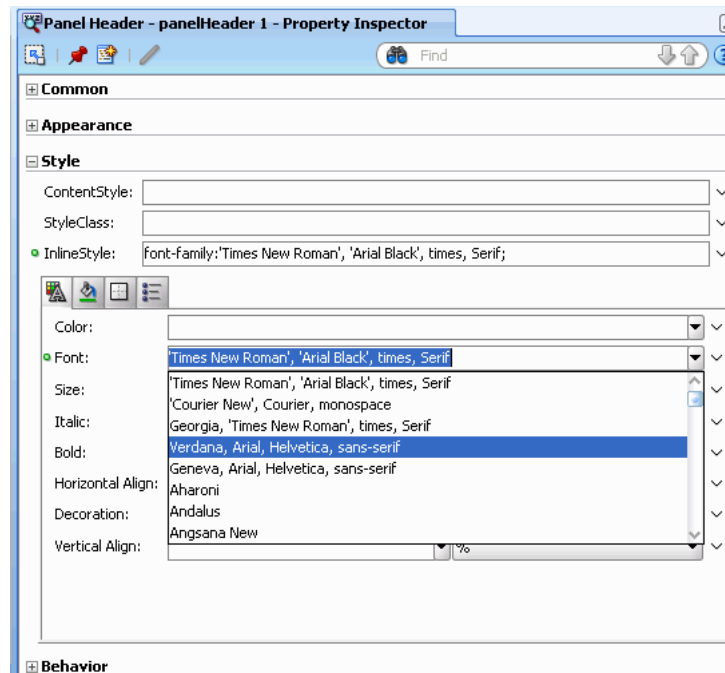 Panel Header - panelHeader 1 - Property Inspector
Find
Common
Appearance
Style
ContentStyle:
StyleClass:
InlineStyle: font-family:'Times New Roman', 'Arial Black', times, Serif;
Color:
Font: 'Times New Roman', 'Arial Black', times, Serif
Size: 'Times New Roman', 'Arial Black', times, Serif
'Courier New', Courier, monospace
Italic: Georgia, 'Times New Roman', times, Serif
Bold: Verdana, Arial, Helvetica, sans-serif
Geneva, Arial, Helvetica, sans-serif
Horizontal Align: Aharoni
Decoration: Andalus
Angsana New
Vertical Align: %
Behavior